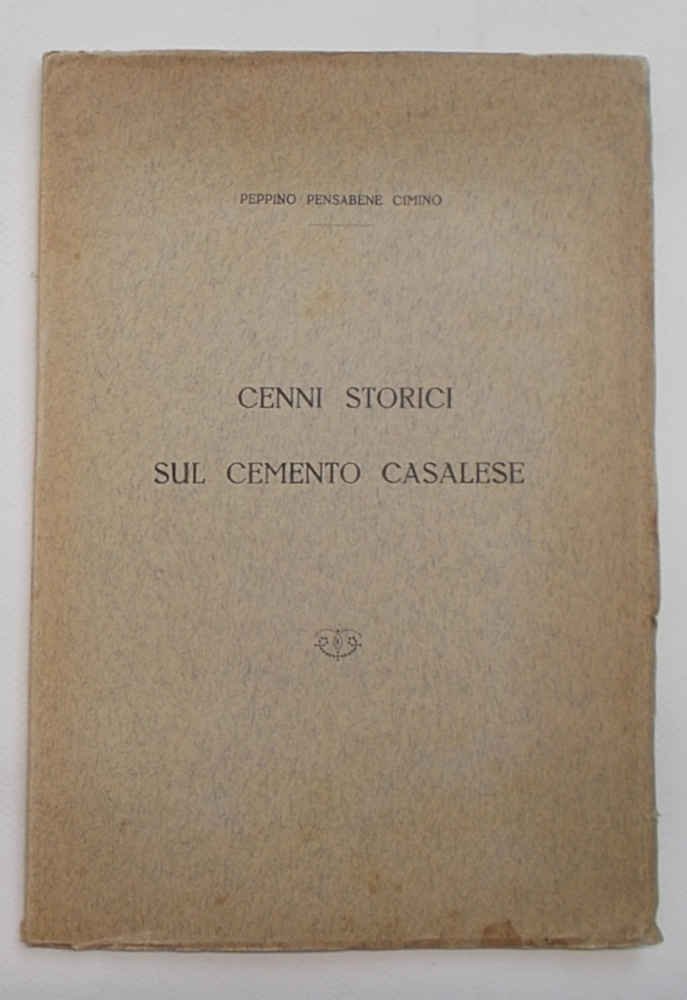 PEPPINO PENSABENE CIMINO
CENNI STORICI
SUL CEMENTO CASALESE